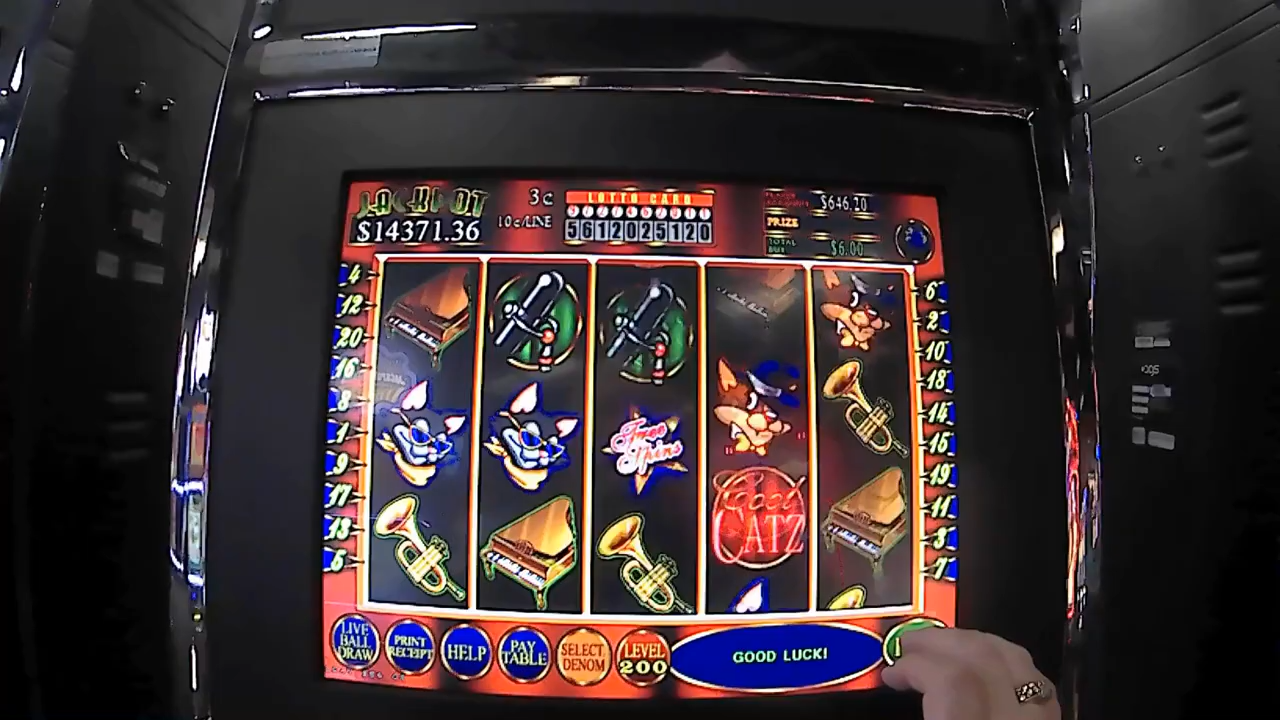 JACKPOT
$14371.36
3c
10c/LINE
LOTTO CARD
56120251 20
$646.20
PRIZE
TOTAL
$6.00
4
12
20
16
8
1
9
17
13
5
6
2
10
18
14
15
19
11
3
7
Free
Spins
Cool
CATZ
LIVE
BALL
DRAW
PRINT
RECEIPT
HELP
PAY
TABLE
SELECT
DENOM
LEVEL
200
GOOD LUCK!